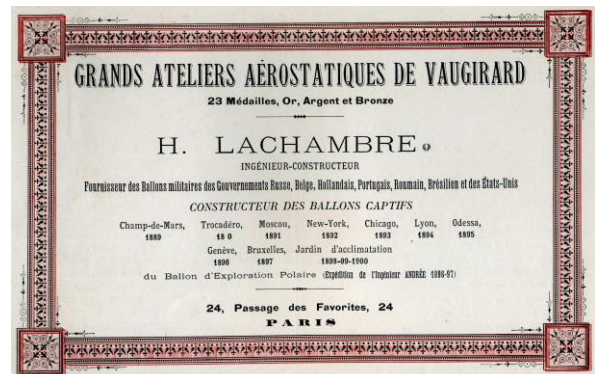 GRANDS ATELIERS AÉROSTATIQUES DE VAUGIRARD
23 Médailles, Or, Argent et Bronze
H. LACHAMBRE
INGÉNIEUR-CONSTRUCTEUR
Fournisseur des Ballons militaires des Gouvernements Russe, Belge, Hollandais, Portugais, Roumain, Brésilien et des États-Unis
CONSTRUCTEUR DES BALLONS CAPTIFS
Champ-de-Mars, Trocadéro, Moscou, New-York, Chicago, Lyon, Odessa,
1889 18 0 1891 1892 1893 1894 1895
Genève, Bruxelles, Jardin d'acclimatation
1896 1897 1898-99-1900
du Ballon d'Exploration Polaire (Expédition de l'Ingénieur ANDRÉE 1896-97)
24, Passage des Favorites, 24
PARIS